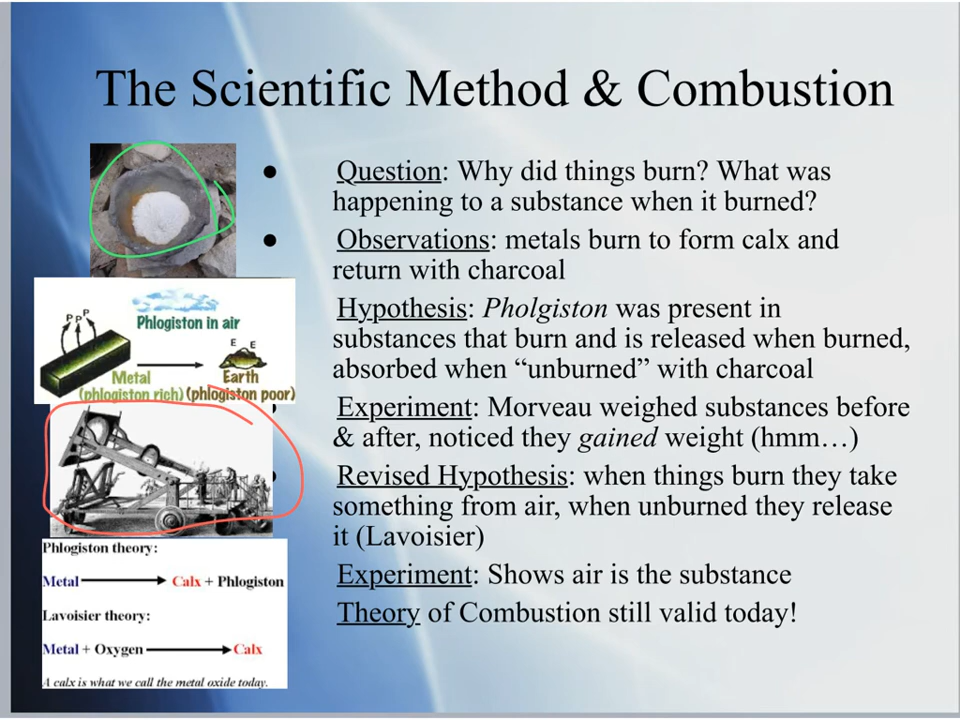 The Scientific Method & Combustion
Question: Why did things burn? What was
happening to a substance when it burned?
Observations: metals burn to form calx and
return with charcoal
Hypothesis: Pholgiston was present in
substances that burn and is released when burned,
absorbed when “unburned” with charcoal
Experiment: Morveau weighed substances before
& after, noticed they gained weight (hmm…)
Revised Hypothesis: when things burn they take
something from air, when unburned they release
it (Lavoisier)
Experiment: Shows air is the substance
Theory of Combustion still valid today!
P P P
Phlogiston in air
E E
Metal Earth
(phlogiston rich) (phlogiston poor)
Phlogiston theory:
Metal Calx + Phlogiston
Lavoisier theory:
Metal + Oxygen Calx
A calx is what we call the metal oxide today.